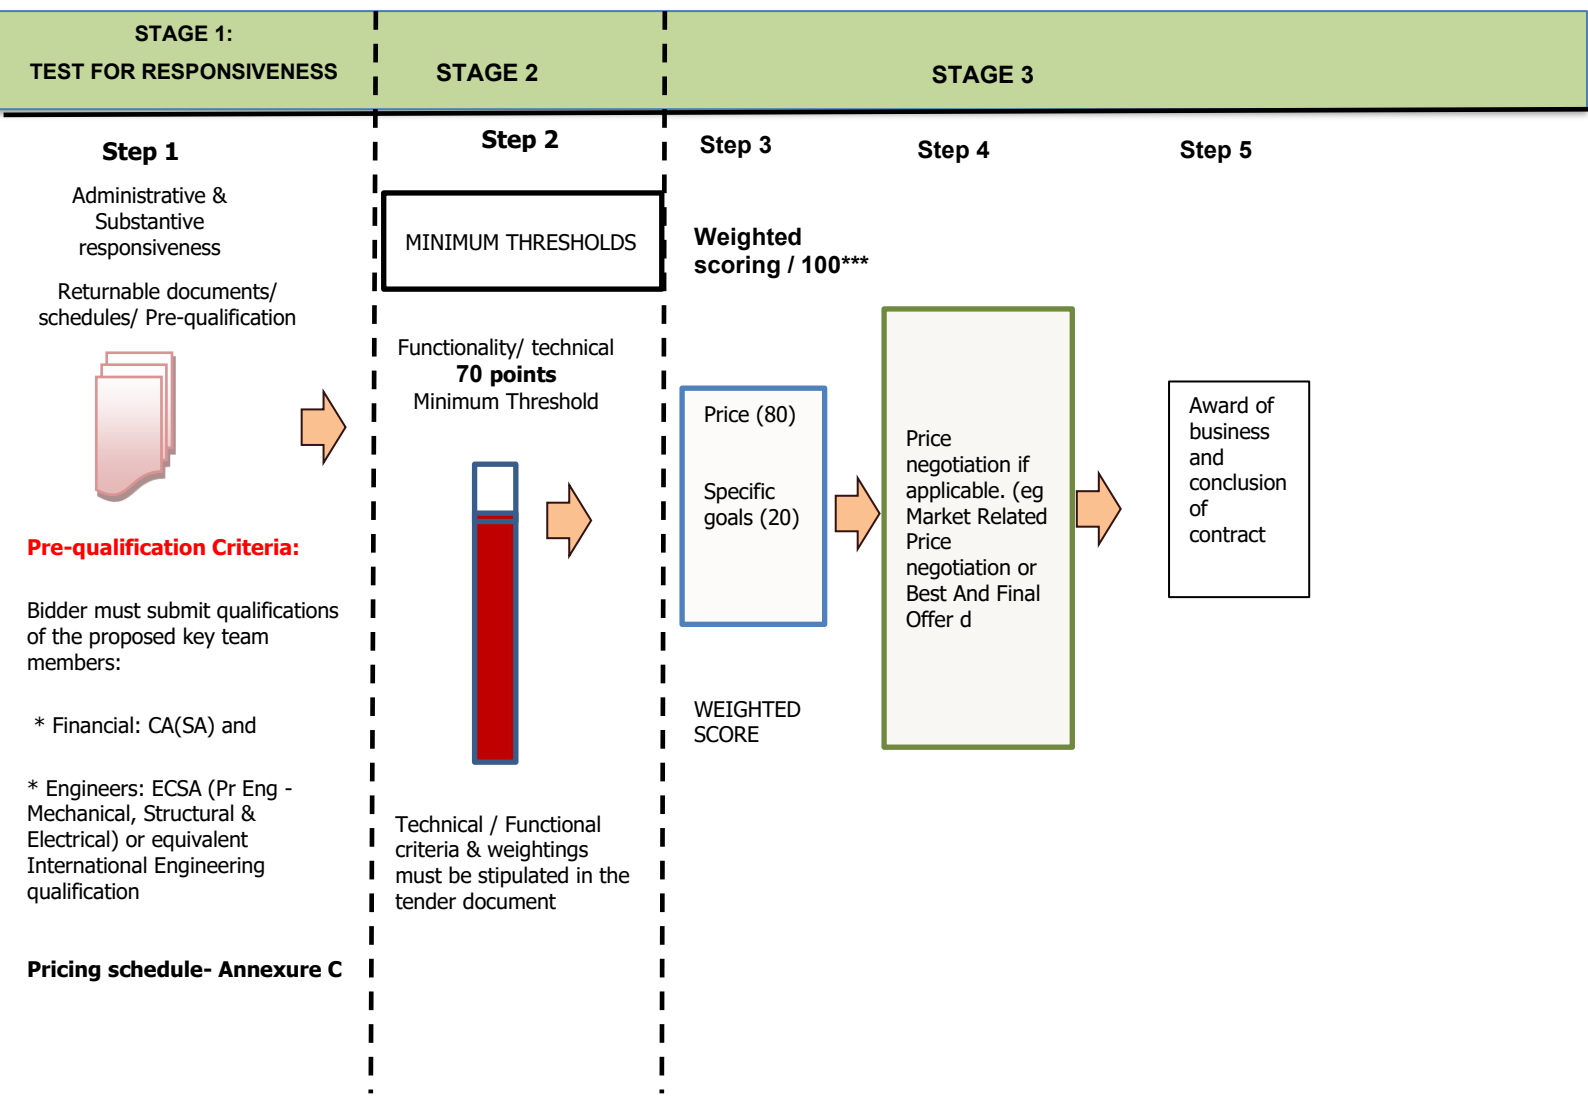 STAGE 1:
TEST FOR RESPONSIVENESS
STAGE 2
STAGE 3
Step 1
Administrative &
Substantive
responsiveness
Returnable documents/
schedules/ Pre-qualification
Pre-qualification Criteria:
Bidder must submit qualifications
of the proposed key team
members:
* Financial: CA(SA) and
* Engineers: ECSA (Pr Eng -
Mechanical, Structural &
Electrical) or equivalent
International Engineering
qualification
Pricing schedule- Annexure C
Step 2
MINIMUM THRESHOLDS
Functionality/ technical
70 points
Minimum Threshold
Technical / Functional
criteria & weightings
must be stipulated in the
tender document
Step 3
Weighted
scoring / 100***
Price (80)
Specific
goals (20)
WEIGHTED
SCORE
Step 4
Price
negotiation if
applicable. (eg
Market Related
Price
negotiation or
Best And Final
Offer d
Step 5
Award of
business
and
conclusion
of
contract